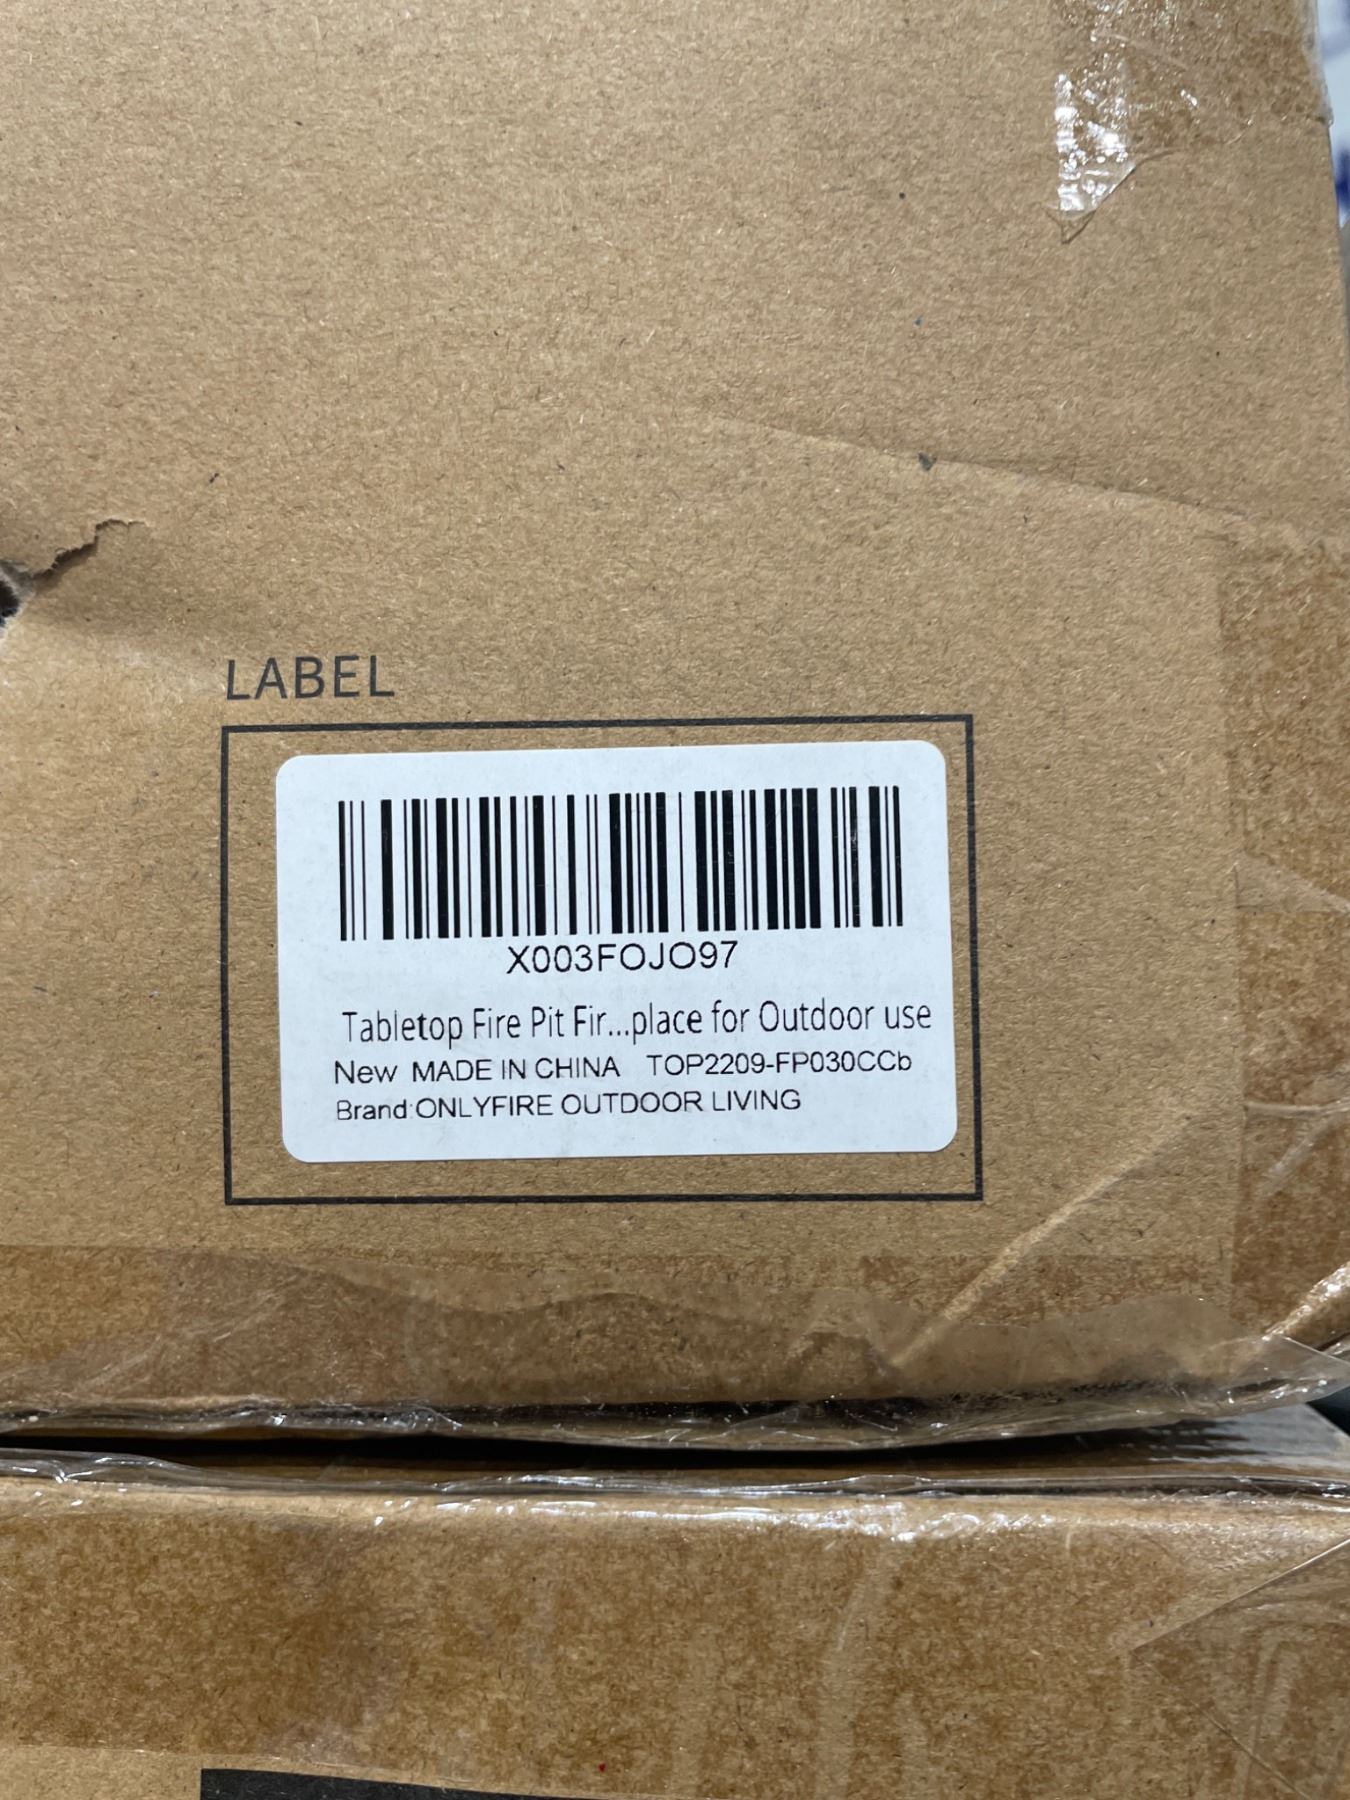 LABEL
X003FOJO97
Tabletop Fire Pit Fir...place for Outdoor use
New MADE IN CHINA TOP2209-FP030CCb
Brand:ONLYFIRE OUTDOOR LIVING